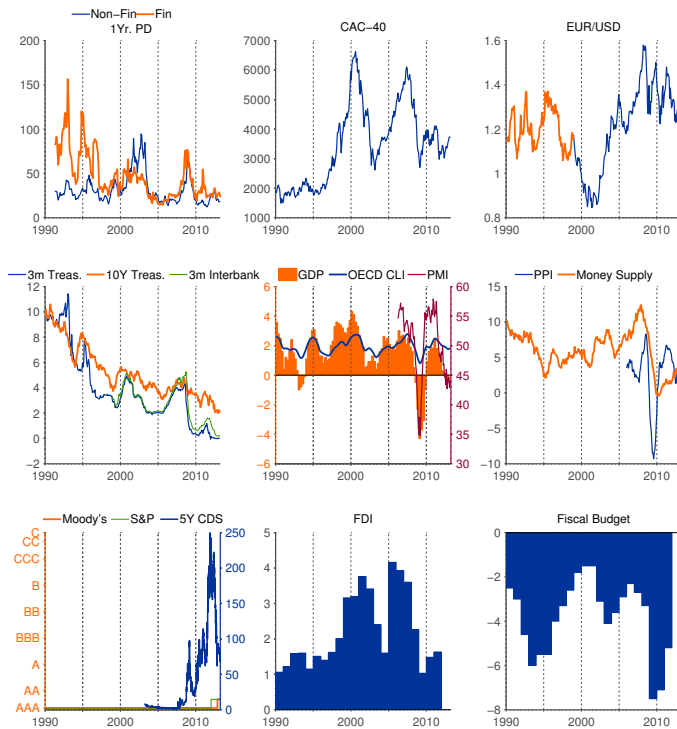 Non-Fin Fin
1Yr. PD
200
150
100
50
0
1990 2000 2010
CAC-40
7000
6000
5000
4000
3000
2000
1000
1990 2000 2010
EUR/USD
1.6
1.4
1.2
1
0.8
1990 2000 2010
3m Treas. 10Y Treas. 3m Interbank
12
10
8
6
4
2
0
−2
1990 2000 2010
GDP OECD CLI PMI
6 60
4 55
2 50
0 45
−2 40
−4 35
−6 30
1990 2000 2010
PPI Money Supply
15
10
5
0
−5
−10
1990 2000 2010
Moody's S&P 5Y CDS
C 250
CC
CCC 200
B 150
BB
BBB 100
A 50
AA
AAA 0
1990 2000 2010
FDI
5
4
3
2
1
0
1990 2000 2010
Fiscal Budget
0
−2
−4
−6
−8
1990 2000 2010